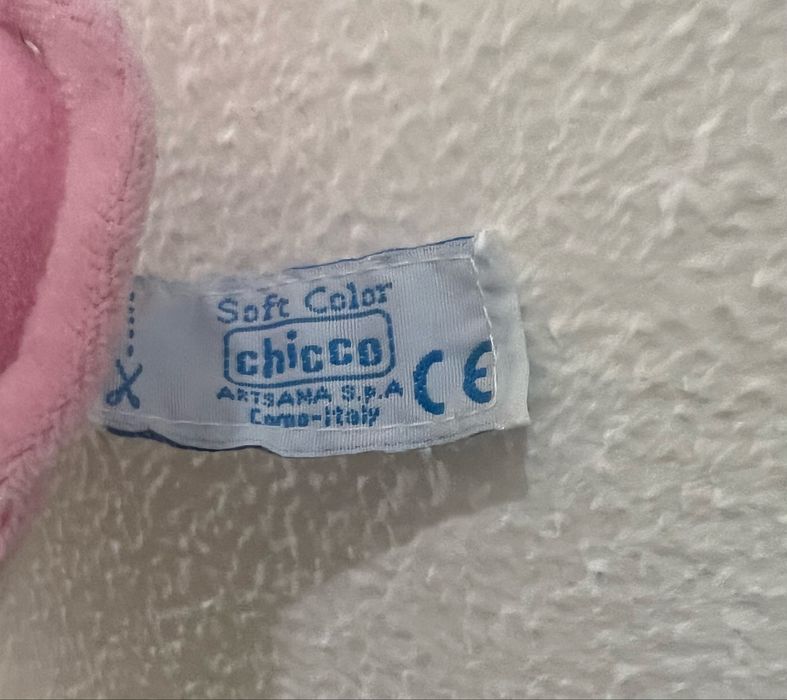 Soft Color
chicco
ARTSANA S.P.A
Como-Italy
CE